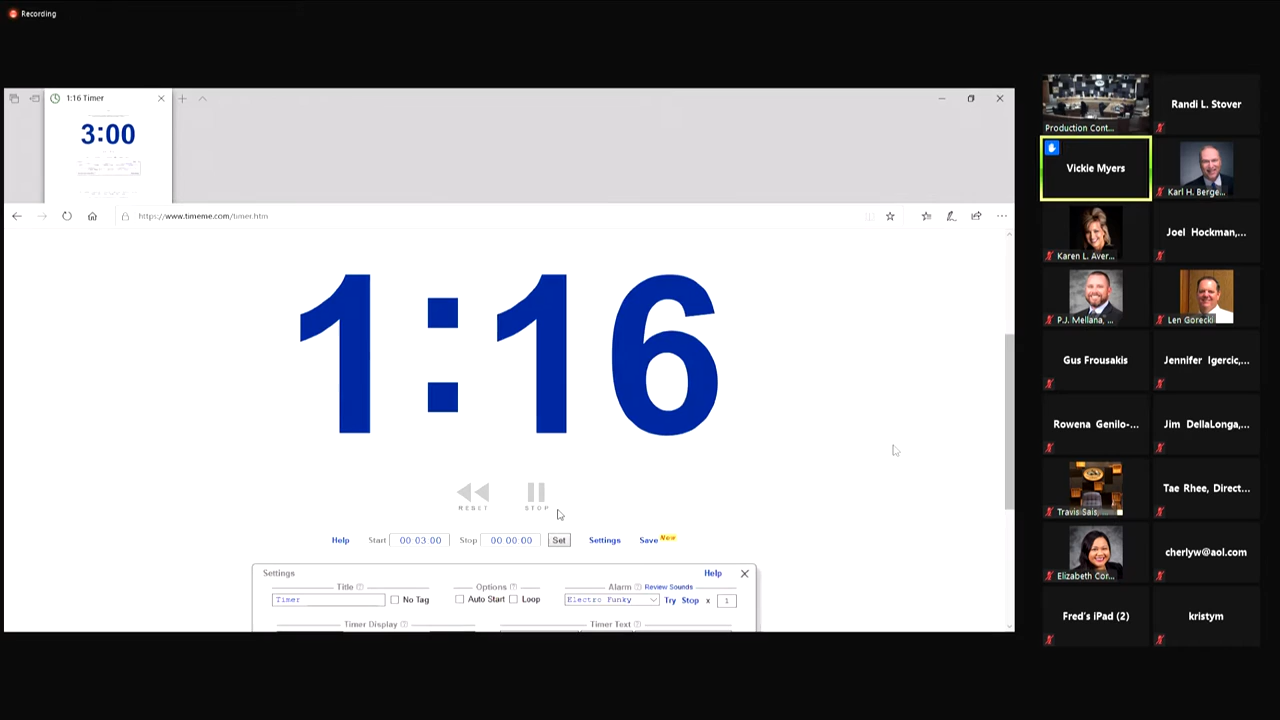 Recording
1:16 Timer
3:00
https://www.timeme.com/timer.htm
1:16
RESET
STOP
Help
Start
00:03:00
Stop
00:00:00
Set
Settings
Save
New
Settings
Help
Title
Options
Alarm
Review Sounds
Timer
No Tag
Auto Start
Loop
Electro Funky
Try
Stop
x
1
Timer Display
Timer Text
Production Cont...
Randi L. Stover
Vickie Myers
Karl H. Berge...
Karen L. Aver...
Joel Hockman,...
P.J. Mellana, ...
Len Gorecki
Gus Frousakis
Jennifer Igercic,...
Rowena Genilo-...
Jim DellaLonga,...
Travis Sais,...
Tae Rhee, Direct...
Elizabeth Cor...
cherlyw@aol.com
Fred's iPad (2)
kristym